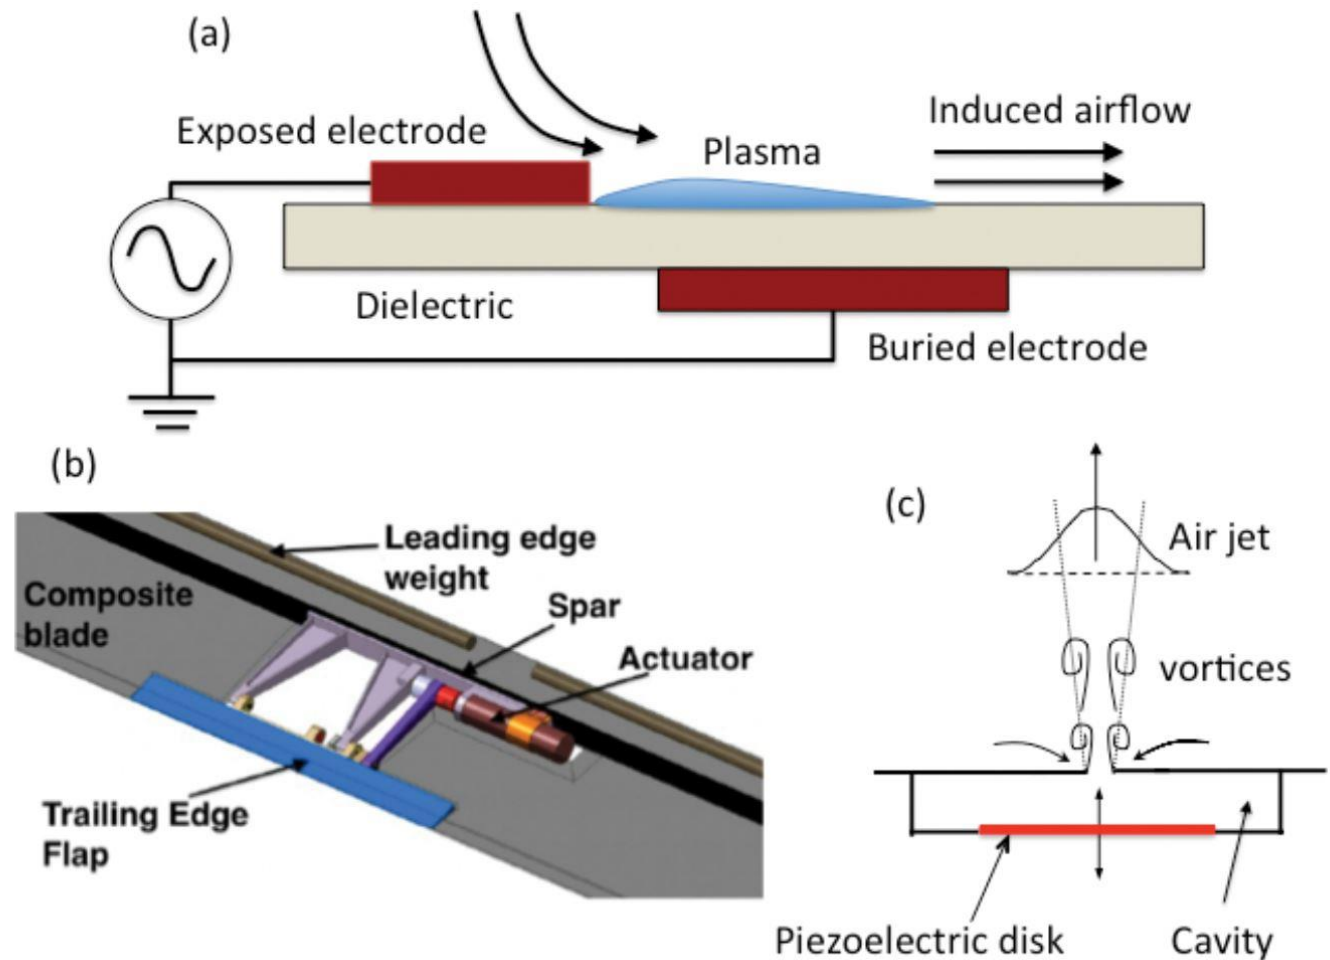 (a)
Exposed electrode
Plasma
Induced airflow
Dielectric
Buried electrode
(b)
Leading edge
weight
Composite
blade
Spar
Actuator
Trailing Edge
Flap
(c)
Air jet
vortices
Piezoelectric disk
Cavity